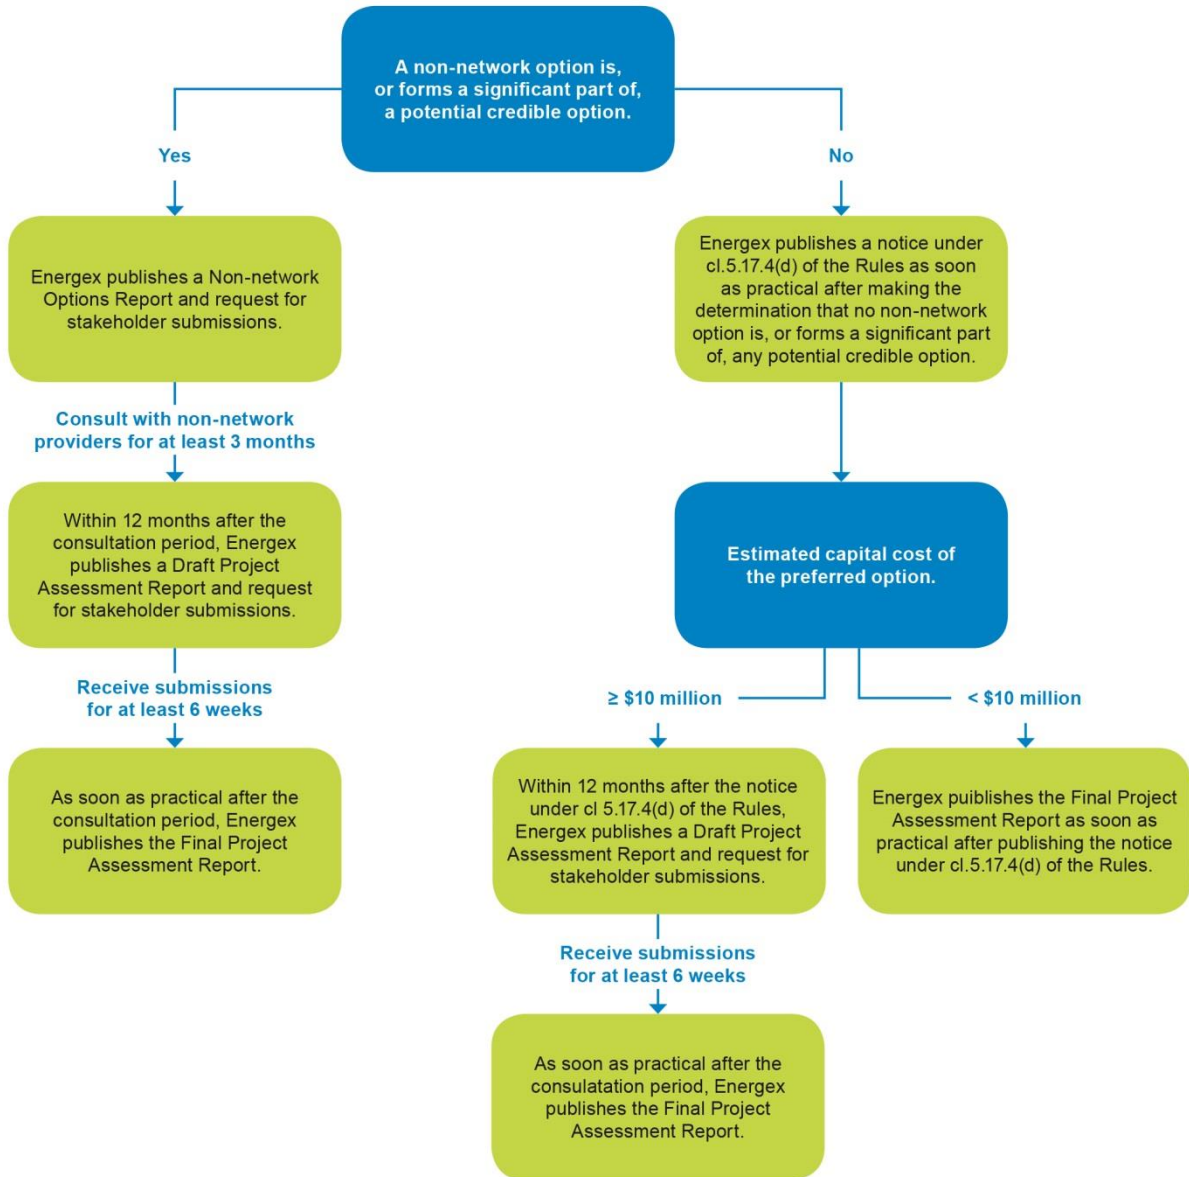 A non-network option is,
or forms a significant part of,
a potential credible option.
Yes
No
Energex publishes a Non-network
Options Report and request for
stakeholder submissions.
Energex publishes a notice under
cl.5.17.4(d) of the Rules as soon
as practical after making the
determination that no non-network
option is, or forms a significant part
of, any potential credible option.
Consult with non-network
providers for at least 3 months
Within 12 months after the
consultation period, Energex
publishes a Draft Project
Assessment Report and request
for stakeholder submissions.
Estimated capital cost of
the preferred option.
Receive submissions
for at least 6 weeks
≥ $10 million
< $10 million
As soon as practical after the
consultation period, Energex
publishes the Final Project
Assessment Report.
Within 12 months after the notice
under cl 5.17.4(d) of the Rules,
Energex publishes a Draft Project
Assessment Report and request for
stakeholder submissions.
Energex puiblishes the Final Project
Assessment Report as soon as
practical after publishing the notice
under cl.5.17.4(d) of the Rules.
Receive submissions
for at least 6 weeks
As soon as practical after the
consulatation period, Energex
publishes the Final Project
Assessment Report.